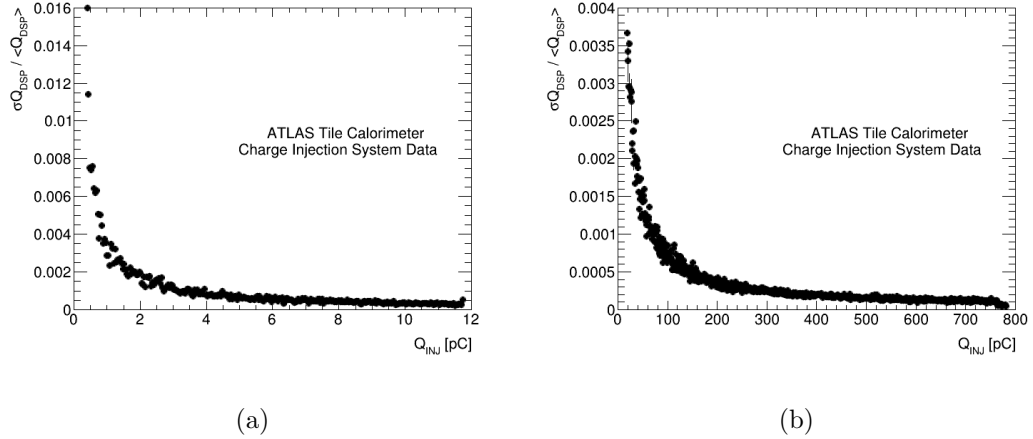 σQ_DSP / <Q_DSP>
0.016
0.014
0.012
0.01
0.008
0.006
0.004
0.002
0
ATLAS Tile Calorimeter
Charge Injection System Data
0 2 4 6 8 10 12
Q_INJ [pC]
(a)
σQ_DSP / <Q_DSP>
0.004
0.0035
0.003
0.0025
0.002
0.0015
0.001
0.0005
0
ATLAS Tile Calorimeter
Charge Injection System Data
0 100 200 300 400 500 600 700 800
Q_INJ [pC]
(b)